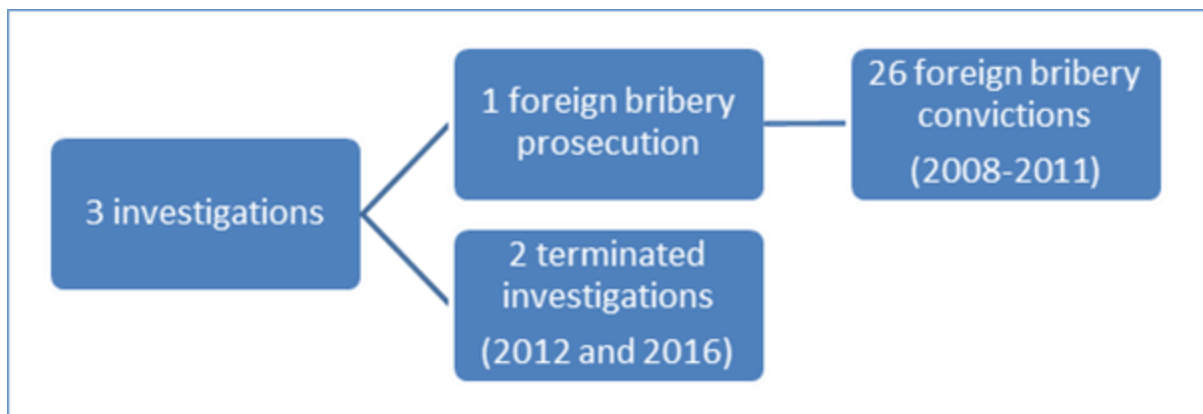 3 investigations
1 foreign bribery
prosecution
26 foreign bribery
convictions
(2008-2011)
2 terminated
investigations
(2012 and 2016)